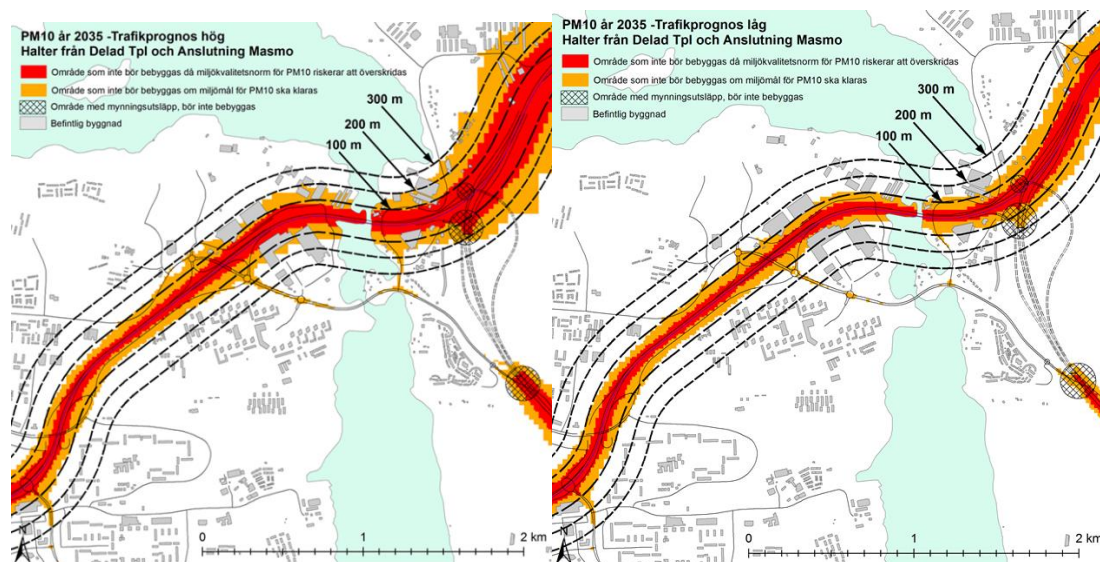 PM10 år 2035 -Trafikprognos hög
Halter från Delad Tpl och Anslutning Masmo
Område som inte bör bebyggas då miljökvalitetsnorm för PM10 riskerar att överskridas
Område som inte bör bebyggas om miljömål för PM10 ska klaras
Område med mynningsutsläpp, bör inte bebyggas
Befintlig byggnad
300 m
200 m
100 m
N
0 1 2 km
PM10 år 2035 -Trafikprognos låg
Halter från Delad Tpl och Anslutning Masmo
Område som inte bör bebyggas då miljökvalitetsnorm för PM10 riskerar att överskridas
Område som inte bör bebyggas om miljömål för PM10 ska klaras
Område med mynningsutsläpp, bör inte bebyggas
Befintlig byggnad
300 m
200 m
100 m
N
0 1 2 km